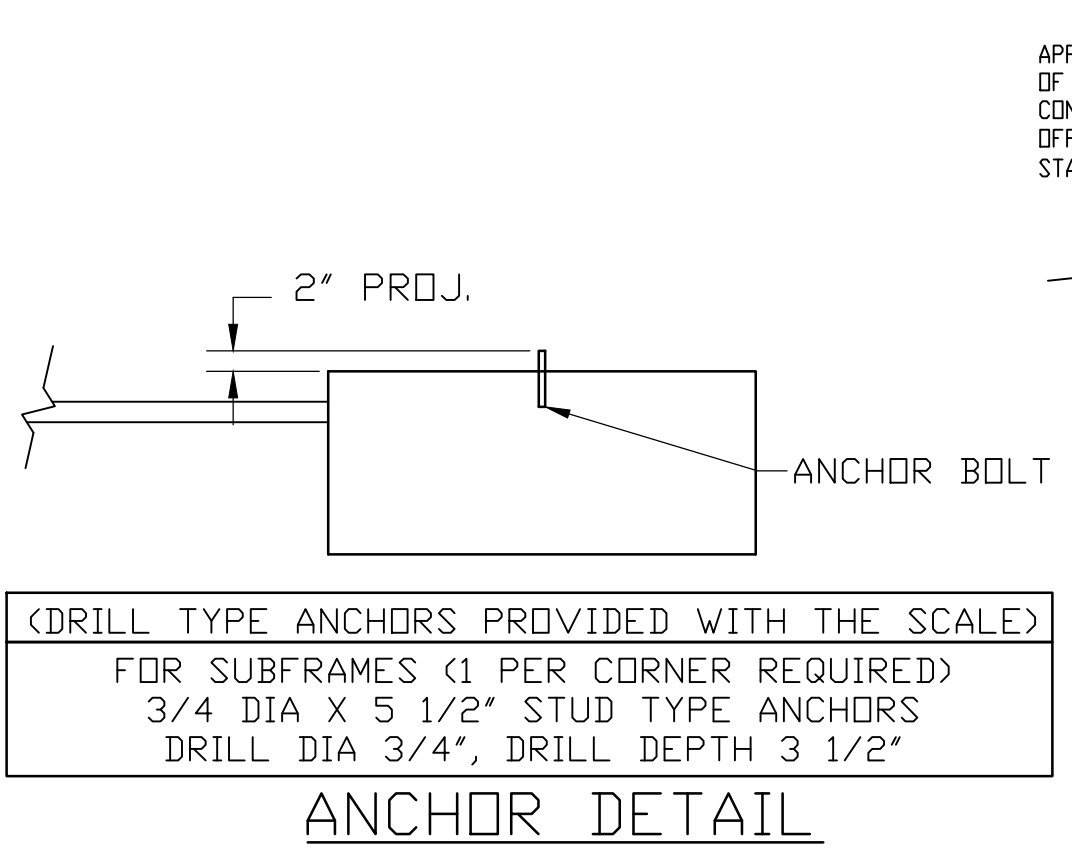 OF
2" PROJ.
ANCHOR BOLT
(DRILL TYPE ANCHORS PROVIDED WITH THE SCALE)
FOR SUBFRAMES (1 PER CORNER REQUIRED)
3/4 DIA X 5 1/2" STUD TYPE ANCHORS
DRILL DIA 3/4", DRILL DEPTH 3 1/2"
ANCHOR DETAIL